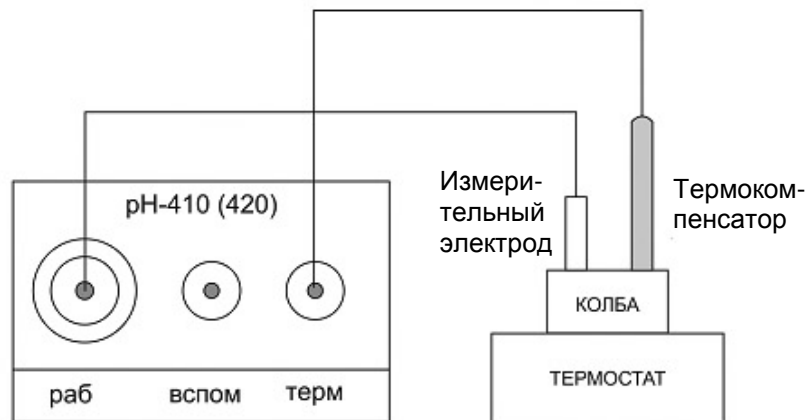 pH-410 (420)
раб
вспом
терм
Измери-
тельный
электрод
Термоком-
пенсатор
КОЛБА
ТЕРМОСТАТ